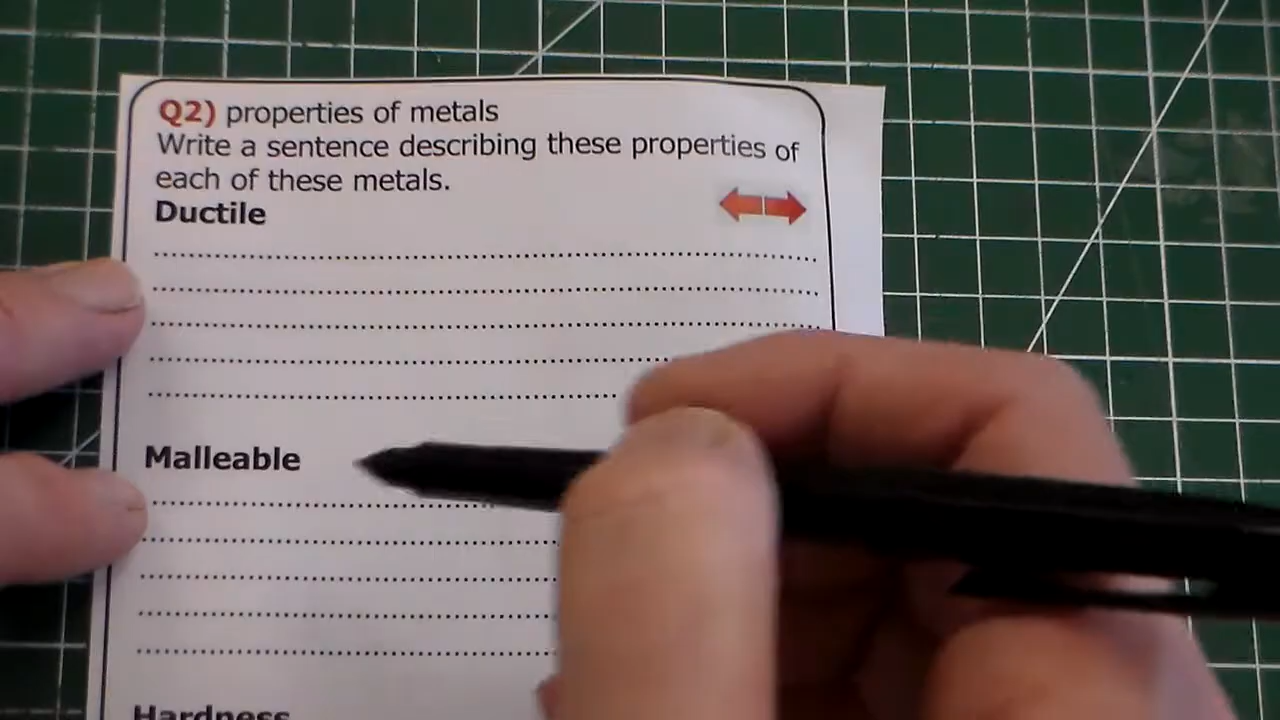 Q2) properties of metals
Write a sentence describing these properties of
each of these metals.
Ductile
Malleable
Hardness